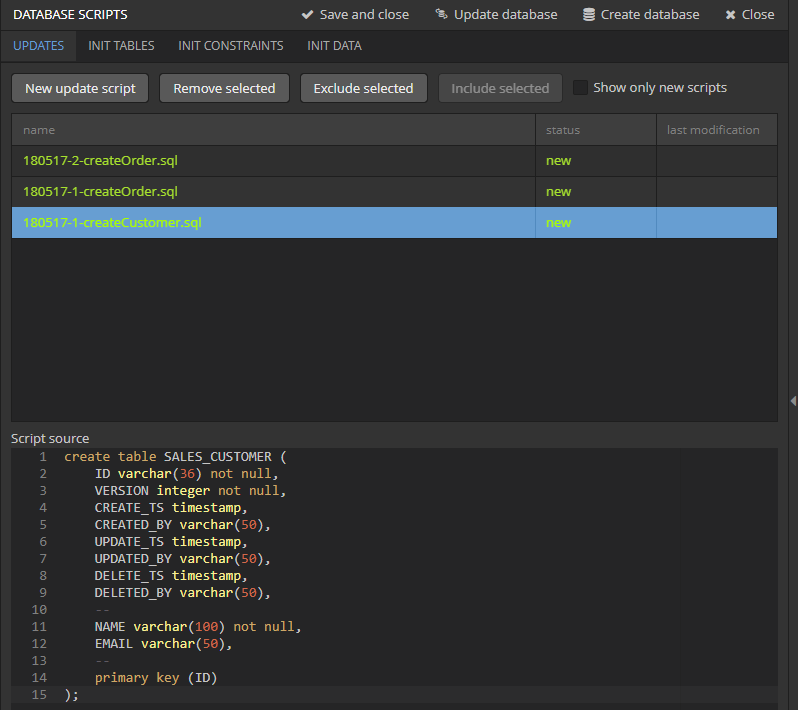 DATABASE SCRIPTS Save and close Update database Create database Close
UPDATES INIT TABLES INIT CONSTRAINTS INIT DATA
New update script Remove selected Exclude selected Include selected Show only new scripts
name status last modification
180517-2-createOrder.sql new
180517-1-createOrder.sql new
180517-1-createCustomer.sql new
Script source
1 create table SALES_CUSTOMER (
2 ID varchar(36) not null,
3 VERSION integer not null,
4 CREATE_TS timestamp,
5 CREATED_BY varchar(50),
6 UPDATE_TS timestamp,
7 UPDATED_BY varchar(50),
8 DELETE_TS timestamp,
9 DELETED_BY varchar(50),
10 --
11 NAME varchar(100) not null,
12 EMAIL varchar(50),
13 --
14 primary key (ID)
15 );